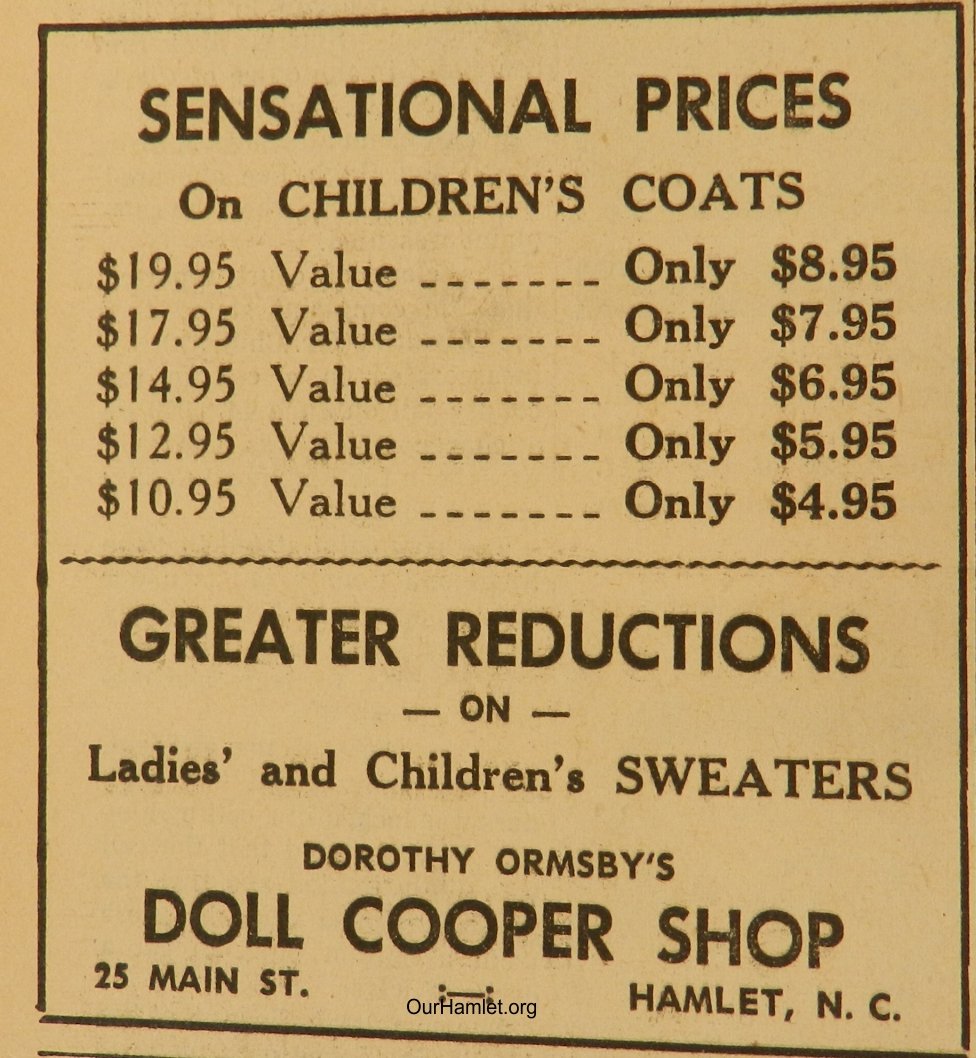 SENSATIONAL PRICES
On CHILDREN'S COATS
$19.95 Value _ _ _ _ _ _ _ Only $8.95
$17.95 Value _ _ _ _ _ _ _ Only $7.95
$14.95 Value _ _ _ _ _ _ _ Only $6.95
$12.95 Value _ _ _ _ _ _ _ Only $5.95
$10.95 Value _ _ _ _ _ _ _ Only $4.95
GREATER REDUCTIONS
— ON —
Ladies' and Children's SWEATERS
DOROTHY ORMSBY'S
DOLL COOPER SHOP
25 MAIN ST. :—: HAMLET, N. C.
OurHamlet.org